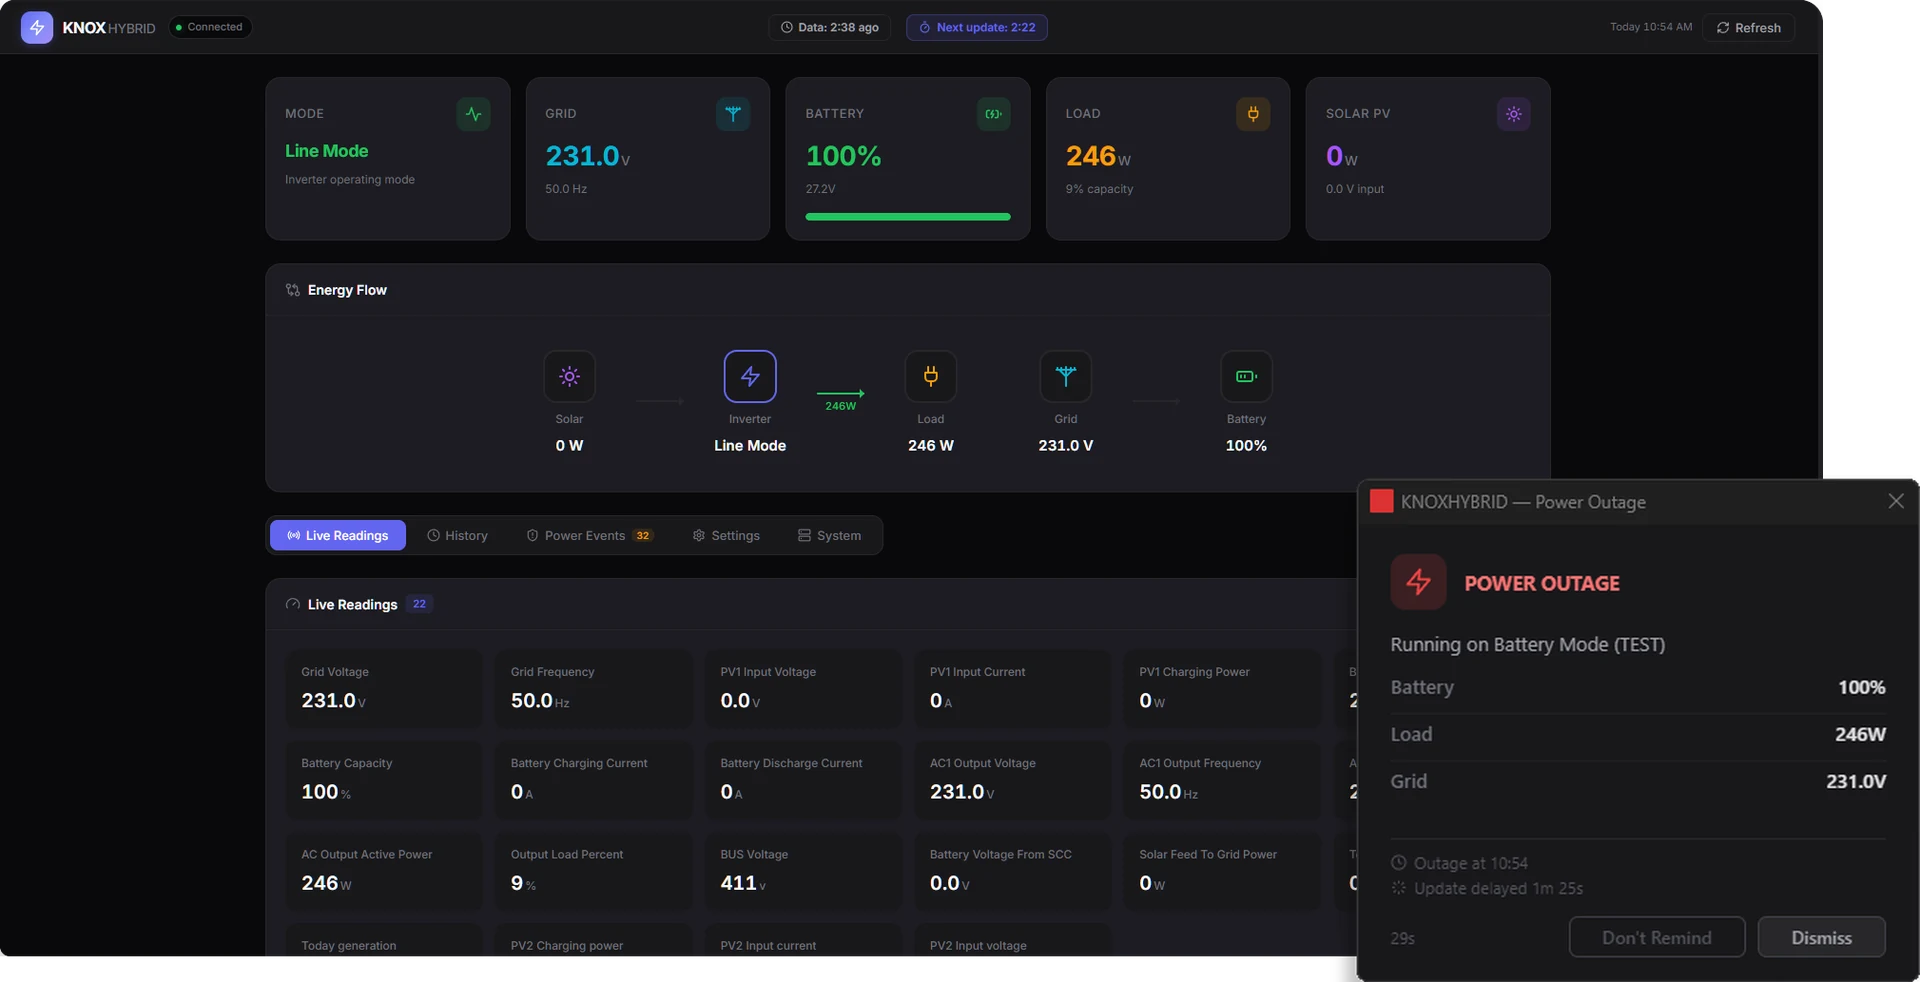 KNOXHYBRID
Connected
Data: 2:38 ago
Next update: 2:22
Today 10:54 AM
Refresh
MODE
Line Mode
Inverter operating mode
GRID
231.0V
50.0 Hz
BATTERY
100%
27.2V
LOAD
246W
9% capacity
SOLAR PV
0W
0.0 V input
Energy Flow
Solar
0 W
Inverter
Line Mode
246W
Load
246 W
Grid
231.0 V
Battery
100%
Live Readings
History
Power Events 32
Settings
System
Live Readings 22
Grid Voltage
231.0V
Grid Frequency
50.0Hz
PV1 Input Voltage
0.0V
PV1 Input Current
0A
PV1 Charging Power
0W
Battery Capacity
100%
Battery Charging Current
0A
Battery Discharge Current
0A
AC1 Output Voltage
231.0V
AC1 Output Frequency
50.0Hz
AC Output Active Power
246W
Output Load Percent
9%
BUS Voltage
411v
Battery Voltage From SCC
0.0V
Solar Feed To Grid Power
0W
Today generation
PV2 Charging power
PV2 Input current
PV2 Input voltage
KNOXHYBRID — Power Outage
POWER OUTAGE
Running on Battery Mode (TEST)
Battery 100%
Load 246W
Grid 231.0V
Outage at 10:54
Update delayed 1m 25s
29s
Don't Remind
Dismiss